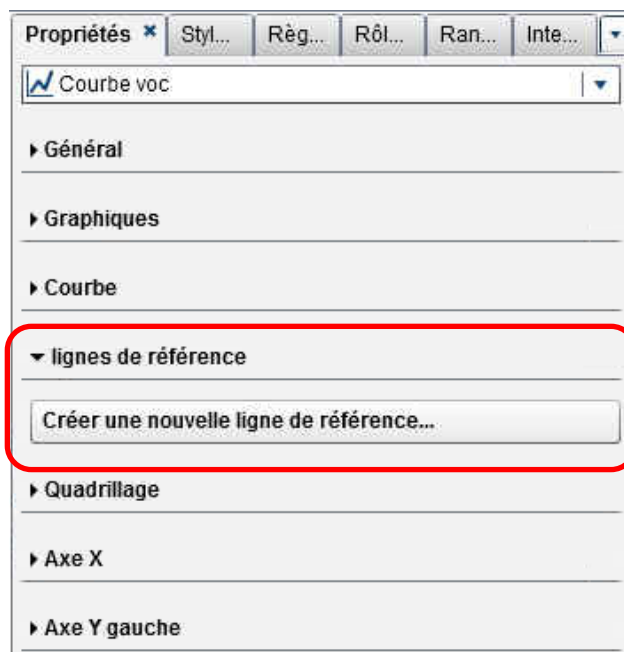 Propriétés Styl... Règ... Rôl... Ran... Inte...
Courbe voc
Général
Graphiques
Courbe
lignes de référence
Créer une nouvelle ligne de référence...
Quadrillage
Axe X
Axe Y gauche